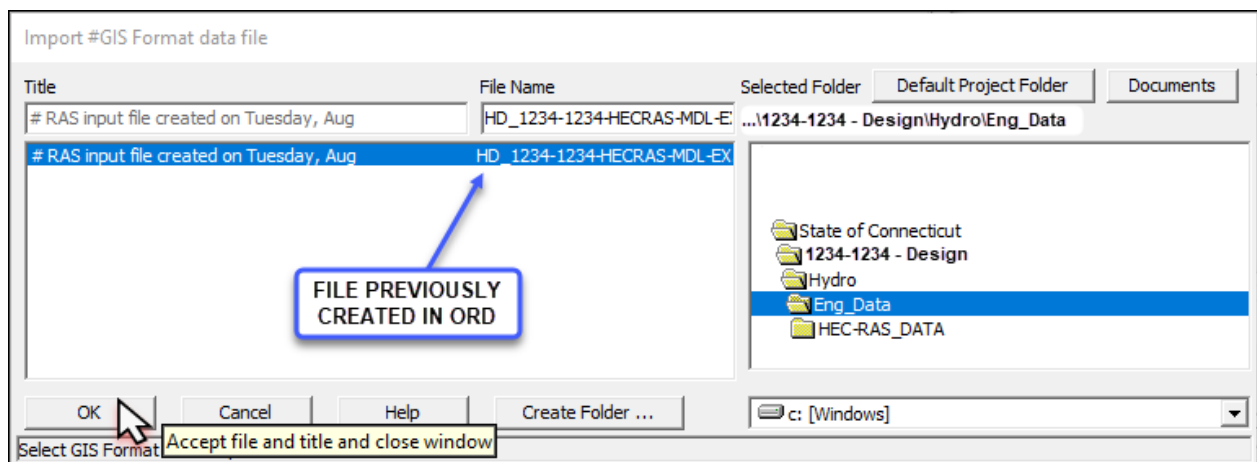 Import #GIS Format data file
Title
File Name
Selected Folder
Default Project Folder
Documents
# RAS input file created on Tuesday, Aug
HD_1234-1234-HECRAS-MDL-E
...\1234-1234 - Design\Hydro\Eng_Data
# RAS input file created on Tuesday, Aug
HD_1234-1234-HECRAS-MDL-EX
State of Connecticut
1234-1234 - Design
Hydro
Eng_Data
HEC-RAS_DATA
FILE PREVIOUSLY
CREATED IN ORD
OK
Cancel
Help
Create Folder ...
c: [Windows]
Accept file and title and close window
Select GIS Format